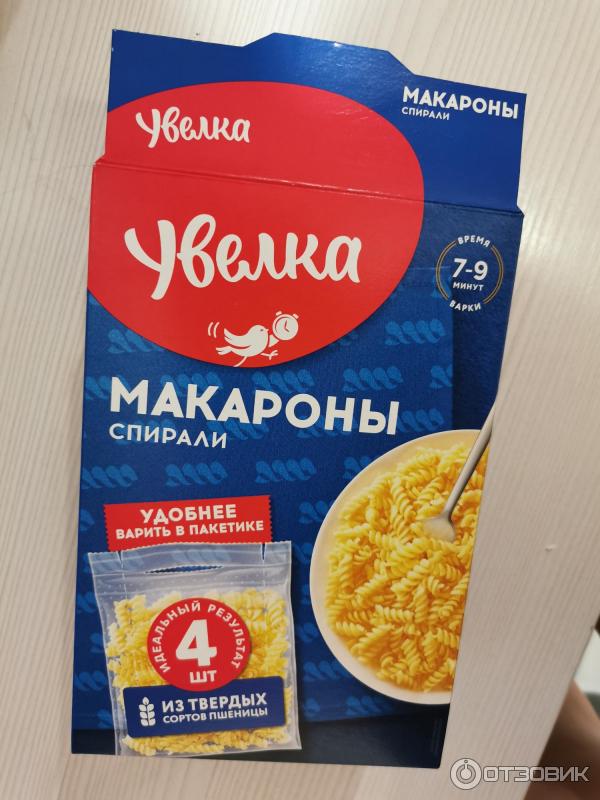 Увелка
МАКАРОНЫ
СПИРАЛИ
Увелка
ВРЕМЯ
7-9
МИНУТ
ВАРКИ
МАКАРОНЫ
СПИРАЛИ
УДОБНЕЕ
ВАРИТЬ В ПАКЕТИКЕ
ИДЕАЛЬНЫЙ РЕЗУЛЬТАТ
4
ШТ
ИЗ ТВЕРДЫХ
СОРТОВ ПШЕНИЦЫ
ОТЗОВИК